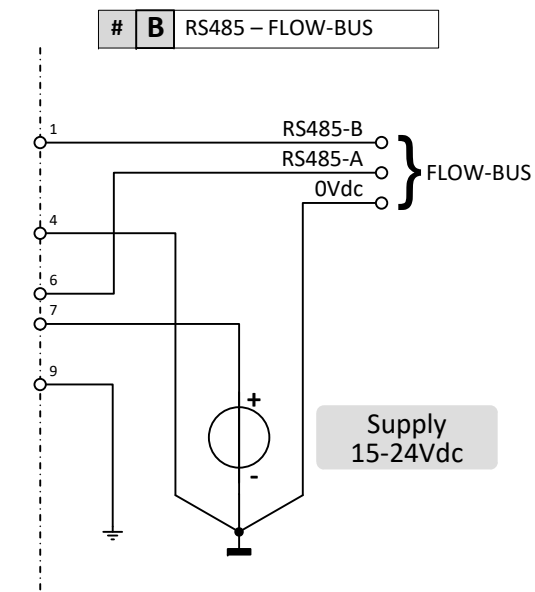 # B RS485 – FLOW-BUS
1 RS485-B
RS485-A
FLOW-BUS
0Vdc
4
6
7
9
+
Supply
15-24Vdc
-